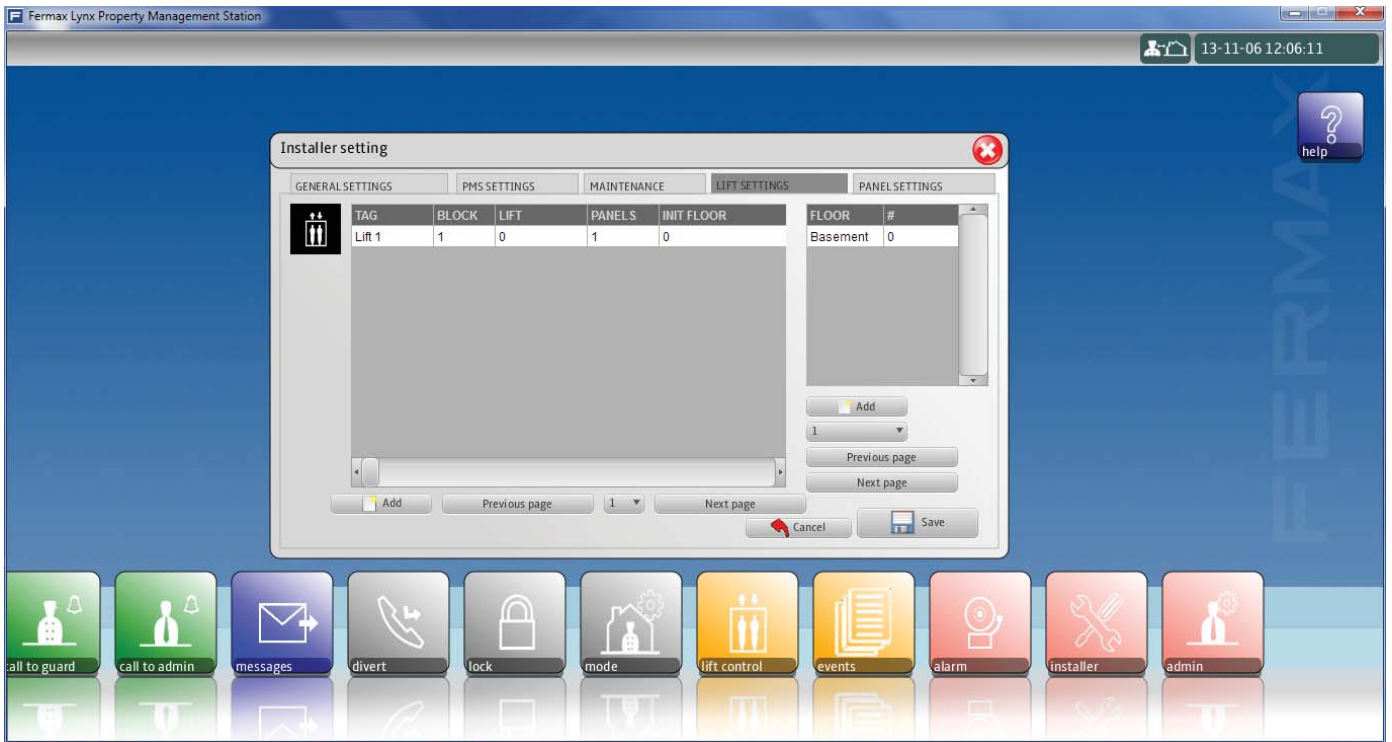 Fermax Lynx Property Management Station
13-11-06 12:06:11
help
Installer setting
GENERAL SETTINGS PMS SETTINGS MAINTENANCE LIFT SETTINGS PANEL SETTINGS
TAG BLOCK LIFT PANELS INIT FLOOR FLOOR #
Lift 1 1 0 1 0 Basement 0
Add
1
Previous page
Next page
Add Previous page 1 Next page
Cancel Save
FERMAX
call to guard call to admin messages divert lock mode lift control events alarm installer admin